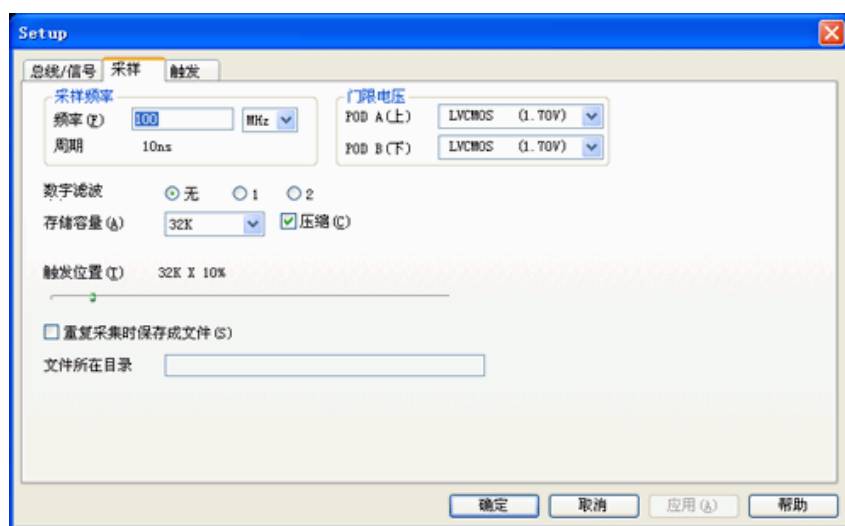 Setup
总线/信号 采样 触发
采样频率
频率(F) 100 MHz
周期 10ns
门限电压
POD A(上) LVCMOS (1.70V)
POD B(下) LVCMOS (1.70V)
数字滤波 无 1 2
存储容量(A) 32K 压缩(C)
触发位置(T) 32K X 10%
重复采集时保存成文件(S)
文件所在目录
确定 取消 应用(A) 帮助